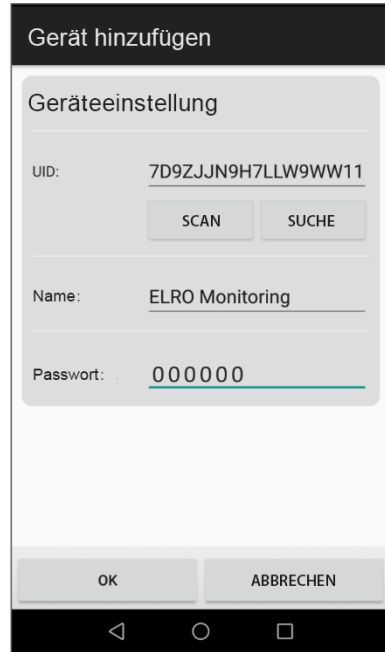 Gerät hinzufügen
Geräteeinstellung
UID: 7D9ZJJN9H7LLW9WW11
SCAN SUCHE
Name: ELRO Monitoring
Passwort: 000000
OK ABBRECHEN